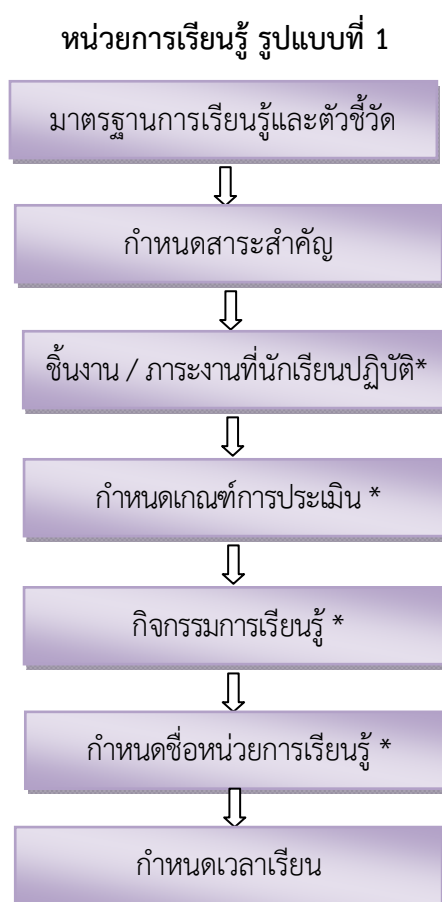 หน่วยการเรียนรู้ รูปแบบที่ 1
มาตรฐานการเรียนรู้และตัวชี้วัด
กำหนดสาระสำคัญ
ชิ้นงาน / ภาระงานที่นักเรียนปฏิบัติ*
กำหนดเกณฑ์การประเมิน *
กิจกรรมการเรียนรู้ *
กำหนดชื่อหน่วยการเรียนรู้ *
กำหนดเวลาเรียน